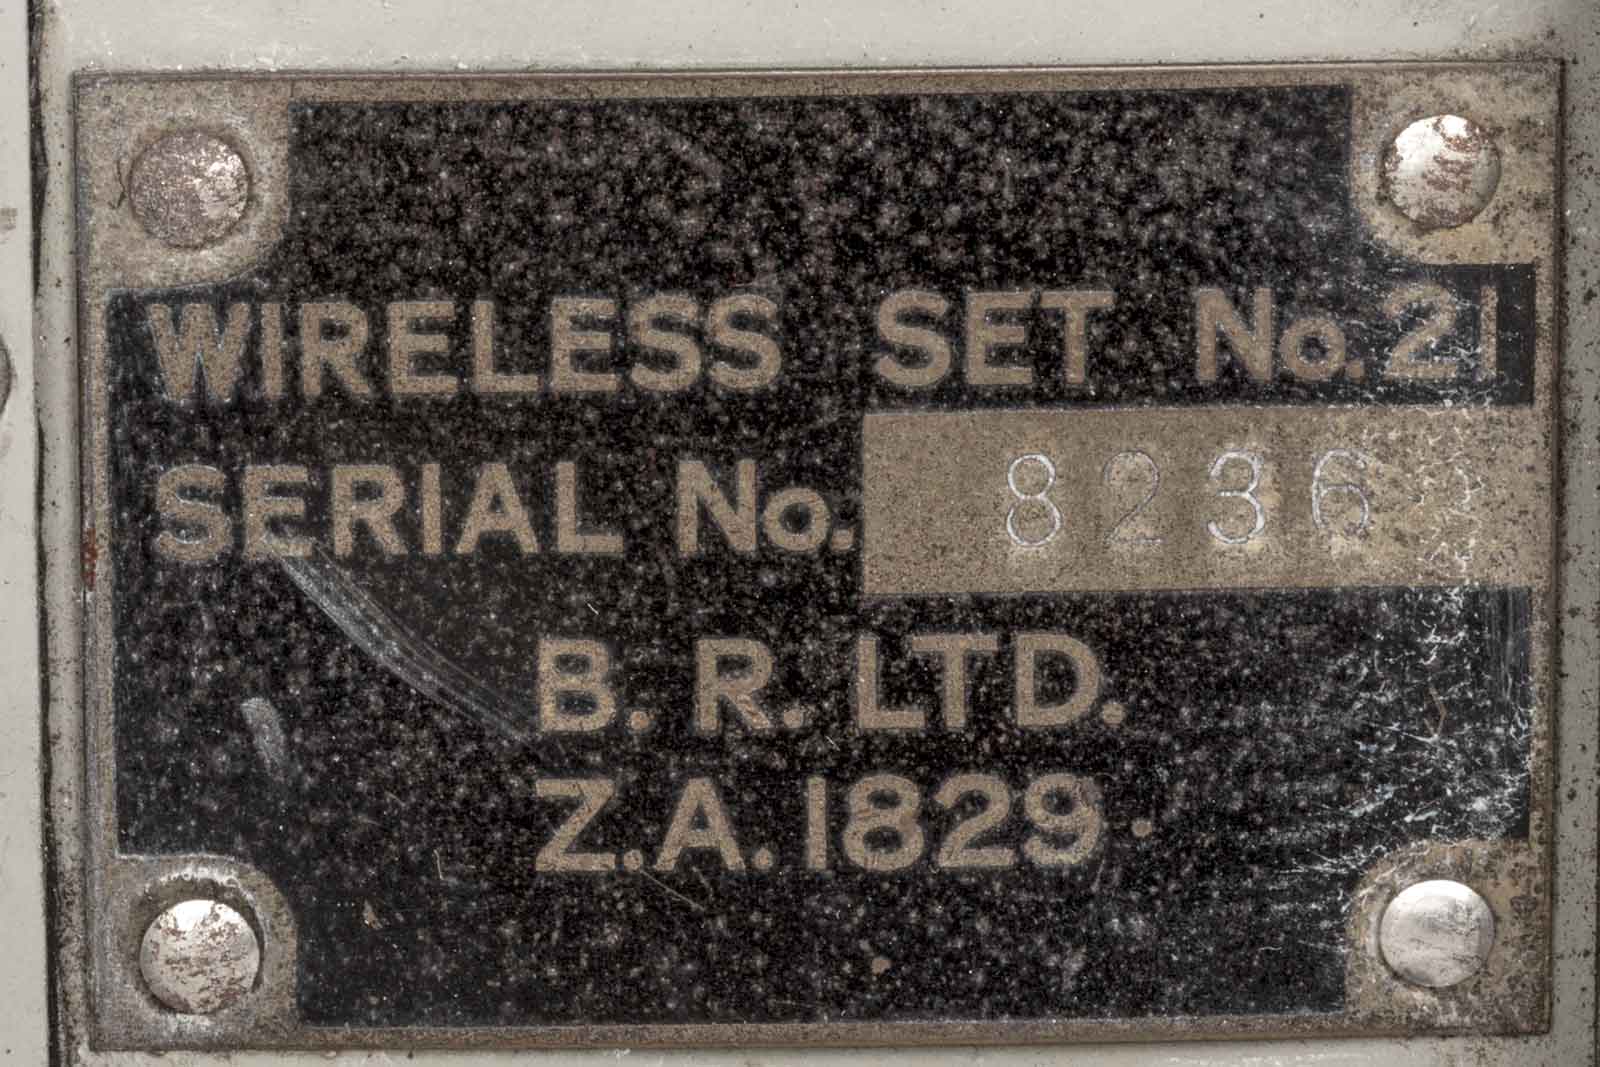 WIRELESS SET No. 21
SERIAL No. 8236
B. R. LTD.
Z.A. 1829.